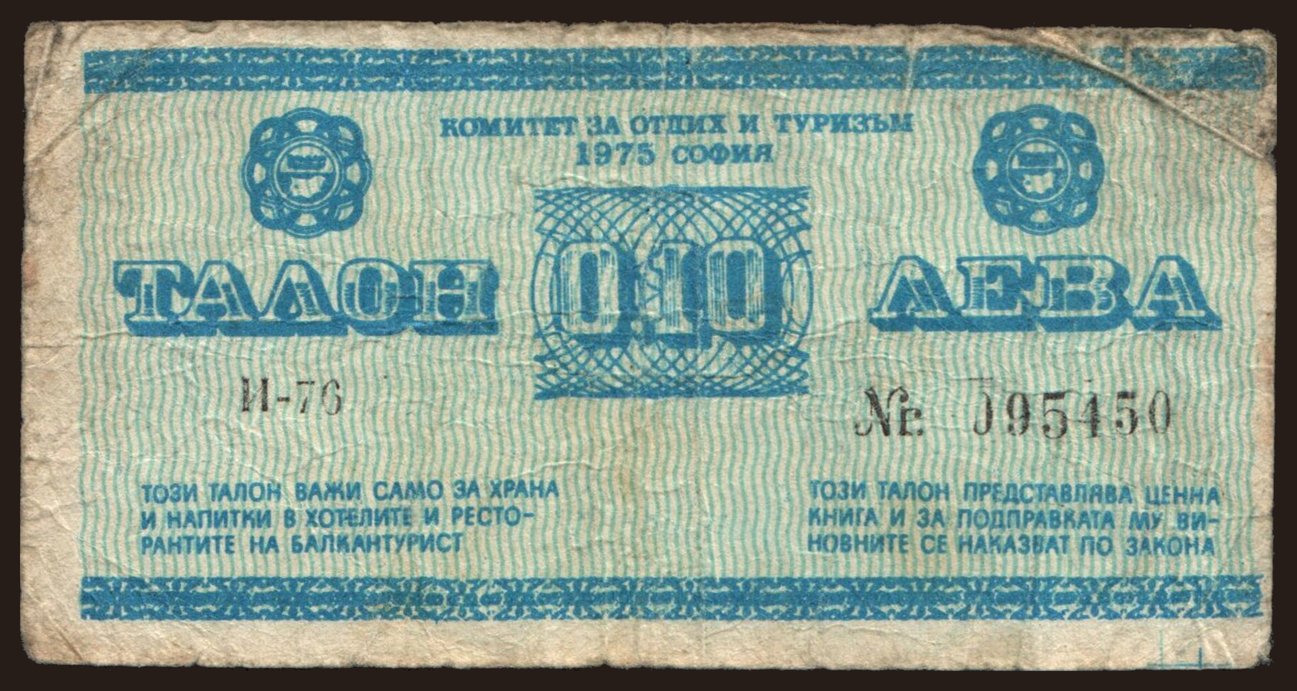 КОМИТЕТ ЗА ОТДИХ И ТУРИЗЪМ
1975 СОФИЯ
ТАЛОН 0.10 ЛЕВА
И-76
Nr. 095450
ТОЗИ ТАЛОН ВАЖИ САМО ЗА ХРАНА
И НАПИТКИ В ХОТЕЛИТЕ И РЕСТО-
РАНТИТЕ НА БАЛКАНТУРИСТ
ТОЗИ ТАЛОН ПРЕДСТАВЛЯВА ЦЕННА
КНИГА И ЗА ПОДПРАВКАТА МУ ВИ-
НОВНИТЕ СЕ НАКАЗВАТ ПО ЗАКОНА